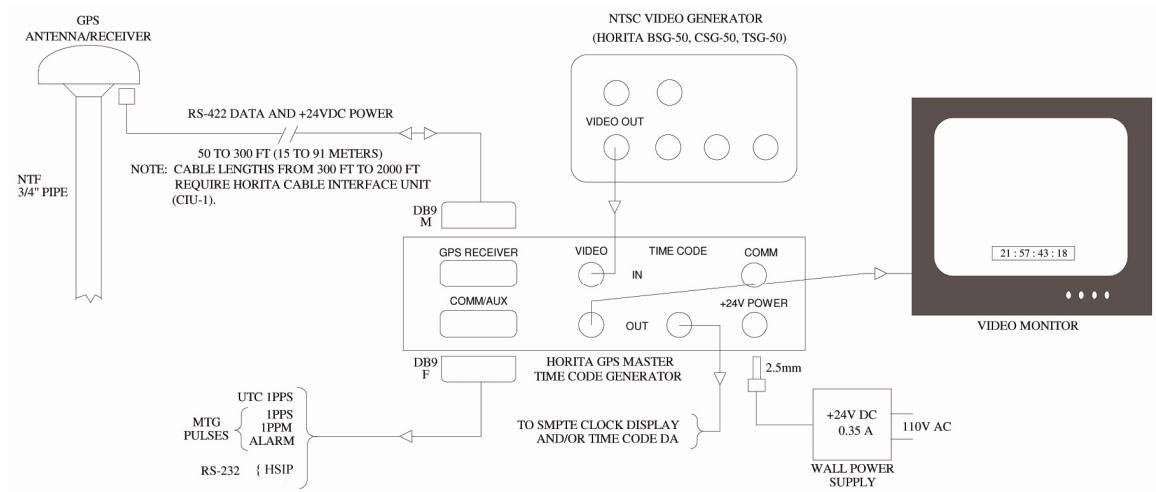 GPS
ANTENNA/RECEIVER
NTSC VIDEO GENERATOR
(HORITA BSG-50, CSG-50, TSG-50)
VIDEO OUT
RS-422 DATA AND +24VDC POWER
50 TO 300 FT (15 TO 91 METERS)
NOTE: CABLE LENGTHS FROM 300 FT TO 2000 FT
REQUIRE HORITA CABLE INTERFACE UNIT
(CIU-1).
NTF
3/4" PIPE
DB9
M
GPS RECEIVER
VIDEO
TIME CODE
COMM
IN
COMM/AUX
+24V POWER
OUT
21 : 57 : 43 : 18
VIDEO MONITOR
DB9
F
HORITA GPS MASTER
TIME CODE GENERATOR
2.5mm
UTC 1PPS
MTG
PULSES
1PPS
1PPM
ALARM
RS-232 { HSIP
TO SMPTE CLOCK DISPLAY
AND/OR TIME CODE DA
+24V DC
0.35 A
110V AC
WALL POWER
SUPPLY